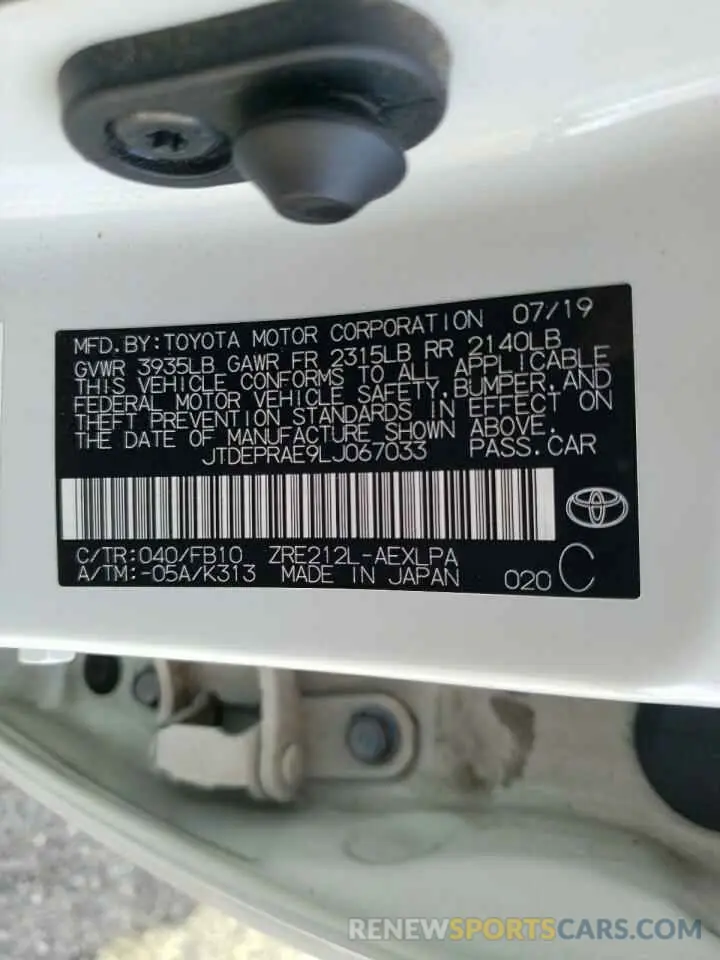 MFD. BY: TOYOTA MOTOR CORPORATION 07/19
GVWR 3935LB GAWR FR 2315LB RR 2140LB
THIS VEHICLE CONFORMS TO ALL APPLICABLE
FEDERAL MOTOR VEHICLE SAFETY, BUMPER, AND
THEFT PREVENTION STANDARDS IN EFFECT ON
THE DATE OF MANUFACTURE SHOWN ABOVE.
JTDEPRAE9LJ067033 PASS. CAR
C/TR: 040/FB10 ZRE212L-AEXLPA
A/TM: -05A/K313 MADE IN JAPAN 020 C
RENEWSPORTSCARS.COM